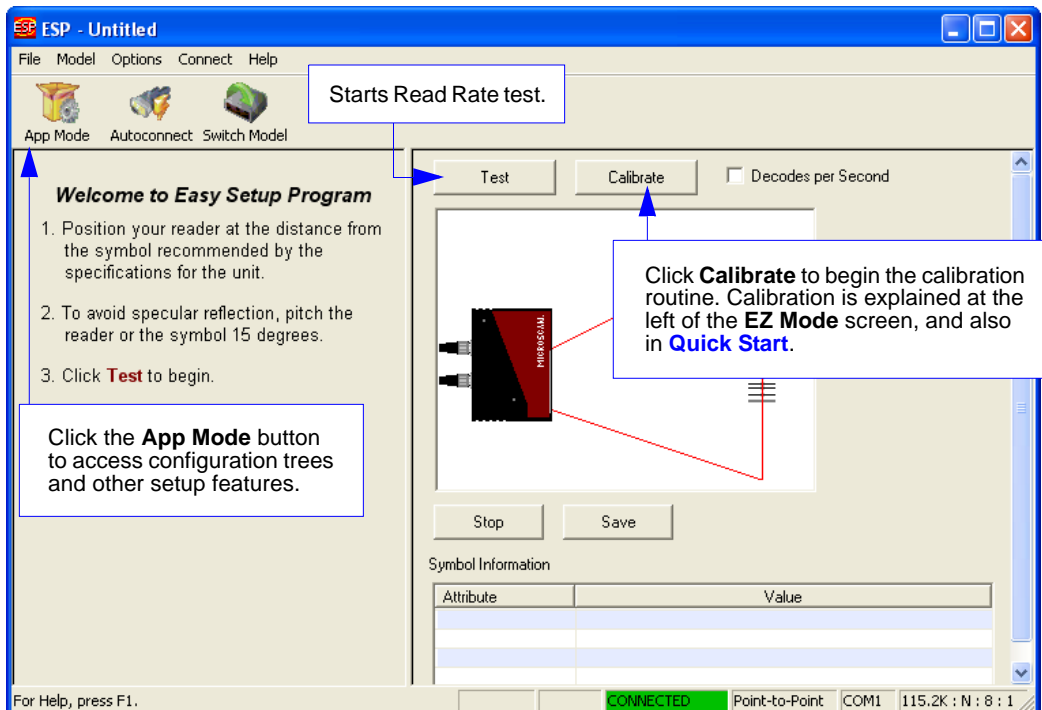 ESP - Untitled
File Model Options Connect Help
App Mode Autoconnect Switch Model
Starts Read Rate test.
Welcome to Easy Setup Program
1. Position your reader at the distance from
the symbol recommended by the
specifications for the unit.
2. To avoid specular reflection, pitch the
reader or the symbol 15 degrees.
3. Click Test to begin.
Click the App Mode button
to access configuration trees
and other setup features.
Test Calibrate Decodes per Second
Click Calibrate to begin the calibration
routine. Calibration is explained at the
left of the EZ Mode screen, and also
in Quick Start.
MICROSCAN.
Stop Save
Symbol Information
Attribute Value
For Help, press F1.
CONNECTED Point-to-Point COM1 115.2K : N : 8 : 1